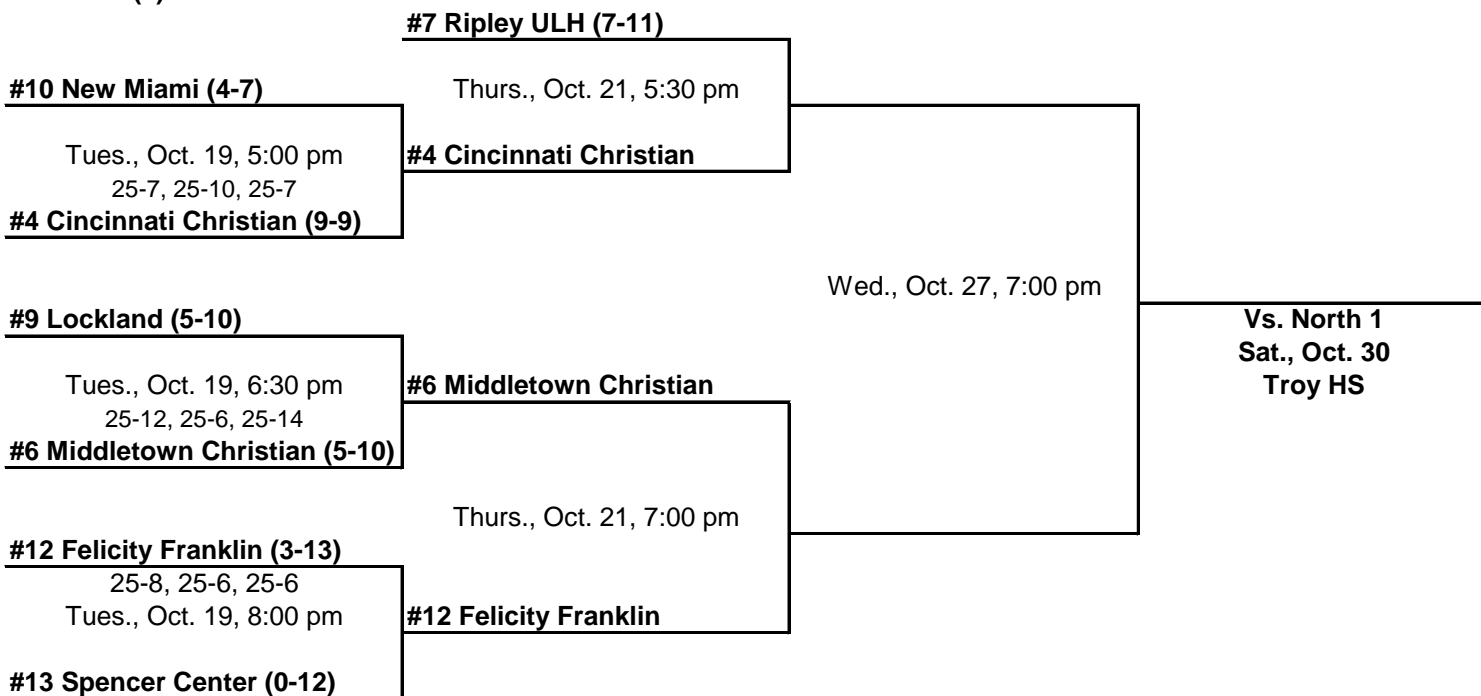 #7 Ripley ULH (7-11)
#10 New Miami (4-7)
Thurs., Oct. 21, 5:30 pm
Tues., Oct. 19, 5:00 pm
#4 Cincinnati Christian
25-7, 25-10, 25-7
#4 Cincinnati Christian (9-9)
Wed., Oct. 27, 7:00 pm
#9 Lockland (5-10)
Vs. North 1
Sat., Oct. 30
Troy HS
Tues., Oct. 19, 6:30 pm
#6 Middletown Christian
25-12, 25-6, 25-14
#6 Middletown Christian (5-10)
Thurs., Oct. 21, 7:00 pm
#12 Felicity Franklin (3-13)
25-8, 25-6, 25-6
Tues., Oct. 19, 8:00 pm
#12 Felicity Franklin
#13 Spencer Center (0-12)